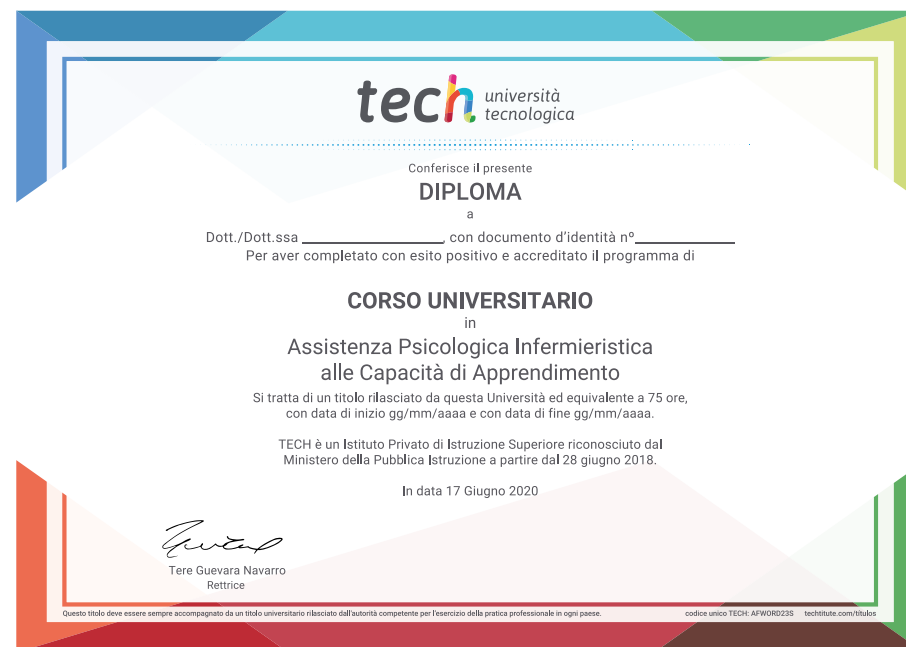 tech università
tecnologica
Conferisce il presente
DIPLOMA
a
Dott./Dott.ssa ________________, con documento d'identità nº____________
Per aver completato con esito positivo e accreditato il programma di
CORSO UNIVERSITARIO
in
Assistenza Psicologica Infermieristica
alle Capacità di Apprendimento
Si tratta di un titolo rilasciato da questa Università ed equivalente a 75 ore,
con data di inizio gg/mm/aaaa e con data di fine gg/mm/aaaa.
TECH è un Istituto Privato di Istruzione Superiore riconosciuto dal
Ministero della Pubblica Istruzione a partire dal 28 giugno 2018.
In data 17 Giugno 2020
Tere Guevara Navarro
Rettrice
Questo titolo deve essere sempre accompagnato da un titolo universitario rilasciato dall'autorità competente per l'esercizio della pratica professionale in ogni paese. codice unico TECH: AFWORD23S techtitute.com/titulos